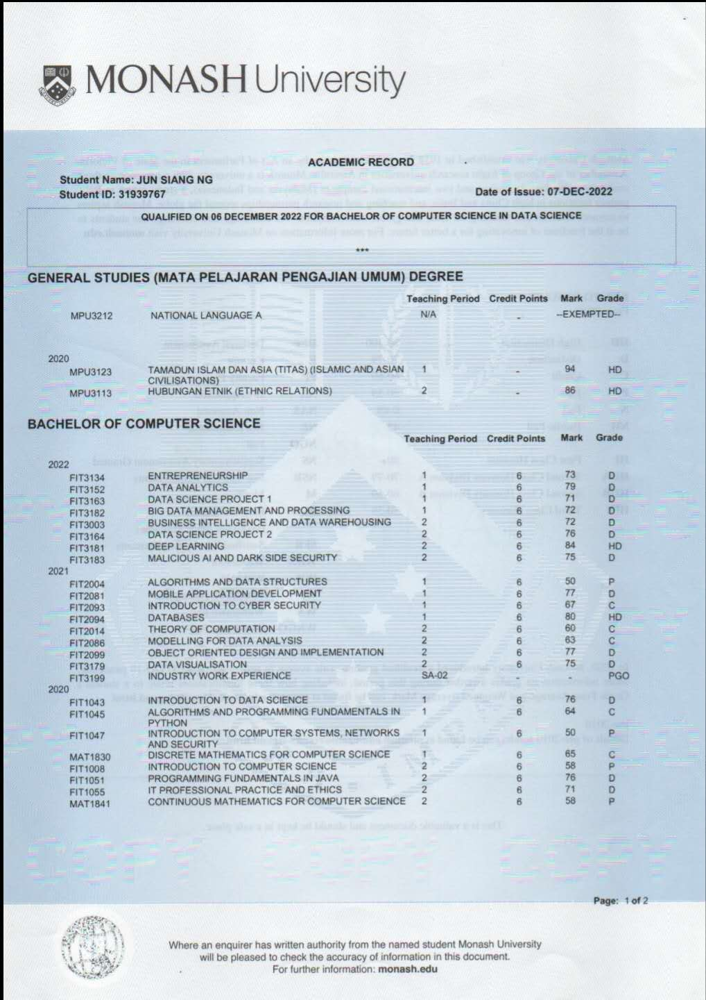 MONASH University
ACADEMIC RECORD
Student Name: JUN SIANG NG
Student ID: 31939767
Date of Issue: 07-DEC-2022
QUALIFIED ON 06 DECEMBER 2022 FOR BACHELOR OF COMPUTER SCIENCE IN DATA SCIENCE
***
GENERAL STUDIES (MATA PELAJARAN PENGAJIAN UMUM) DEGREE
Teaching Period Credit Points Mark Grade
MPU3212 NATIONAL LANGUAGE A N/A - --EXEMPTED--
2020
MPU3123 TAMADUN ISLAM DAN ASIA (TITAS) (ISLAMIC AND ASIAN 1 - 94 HD
CIVILISATIONS)
MPU3113 HUBUNGAN ETNIK (ETHNIC RELATIONS) 2 - 86 HD
BACHELOR OF COMPUTER SCIENCE
Teaching Period Credit Points Mark Grade
2022
FIT3134 ENTREPRENEURSHIP 1 6 73 D
FIT3152 DATA ANALYTICS 1 6 79 D
FIT3163 DATA SCIENCE PROJECT 1 1 6 71 D
FIT3182 BIG DATA MANAGEMENT AND PROCESSING 1 6 72 D
FIT3003 BUSINESS INTELLIGENCE AND DATA WAREHOUSING 2 6 72 D
FIT3164 DATA SCIENCE PROJECT 2 2 6 76 D
FIT3181 DEEP LEARNING 2 6 84 HD
FIT3183 MALICIOUS AI AND DARK SIDE SECURITY 2 6 75 D
2021
FIT2004 ALGORITHMS AND DATA STRUCTURES 1 6 50 P
FIT2081 MOBILE APPLICATION DEVELOPMENT 1 6 77 D
FIT2093 INTRODUCTION TO CYBER SECURITY 1 6 67 C
FIT2094 DATABASES 1 6 80 HD
FIT2014 THEORY OF COMPUTATION 2 6 60 C
FIT2086 MODELLING FOR DATA ANALYSIS 2 6 63 C
FIT2099 OBJECT ORIENTED DESIGN AND IMPLEMENTATION 2 6 77 D
FIT3179 DATA VISUALISATION 2 6 75 D
FIT3199 INDUSTRY WORK EXPERIENCE SA-02 - - PGO
2020
FIT1043 INTRODUCTION TO DATA SCIENCE 1 6 76 D
FIT1045 ALGORITHMS AND PROGRAMMING FUNDAMENTALS IN 1 6 64 C
PYTHON
FIT1047 INTRODUCTION TO COMPUTER SYSTEMS, NETWORKS 1 6 50 P
AND SECURITY
MAT1830 DISCRETE MATHEMATICS FOR COMPUTER SCIENCE 1 6 65 C
FIT1008 INTRODUCTION TO COMPUTER SCIENCE 2 6 58 P
FIT1051 PROGRAMMING FUNDAMENTALS IN JAVA 2 6 76 D
FIT1055 IT PROFESSIONAL PRACTICE AND ETHICS 2 6 71 D
MAT1841 CONTINUOUS MATHEMATICS FOR COMPUTER SCIENCE 2 6 58 P
COPY COPY COPY COPY
Page: 1 of 2
Where an enquirer has written authority from the named student Monash University
will be pleased to check the accuracy of information in this document.
For further information: monash.edu